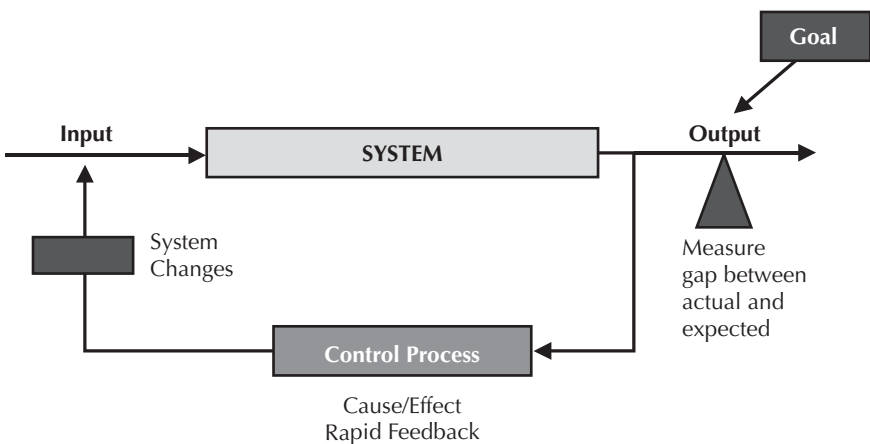 Goal
Input
Output
SYSTEM
System
Changes
Measure
gap between
actual and
expected
Control Process
Cause/Effect
Rapid Feedback